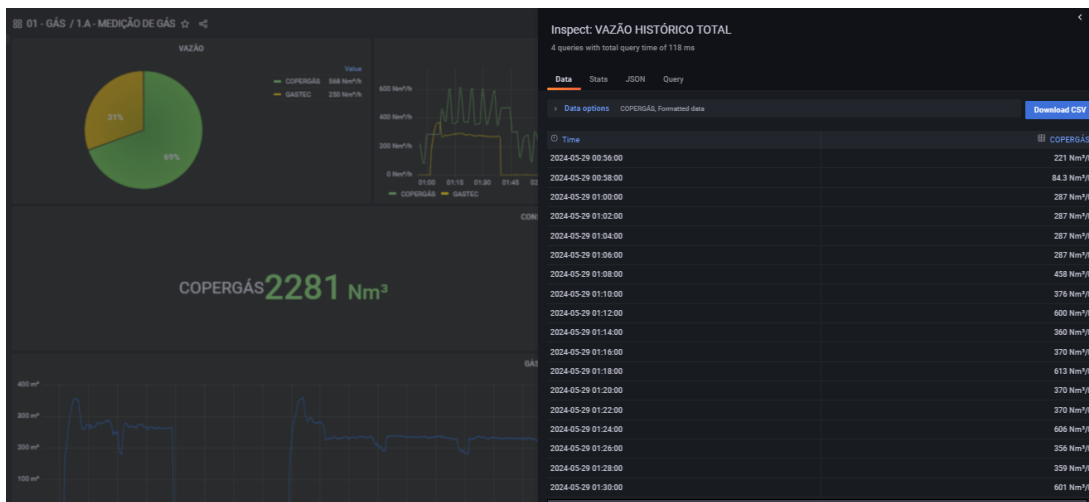 01 - GÁS / 1.A - MEDIÇÃO DE GÁS
VAZÃO
Value
COPERGÁS 568 Nm³/h
GASTEC 250 Nm³/h
31%
69%
600 Nm³/h
400 Nm³/h
200 Nm³/h
0 Nm³/h
01:00 01:15 01:30 01:45 02
COPERGÁS GASTEC
CON
COPERGÁS 2281 Nm³
GÁS
400 m³
300 m³
200 m³
100 m³
Inspect: VAZÃO HISTÓRICO TOTAL
4 queries with total query time of 118 ms
Data Stats JSON Query
Data options COPERGÁS, Formatted data
Download CSV
Time COPERGÁS
2024-05-29 00:56:00 221 Nm³/
2024-05-29 00:58:00 84.3 Nm³/
2024-05-29 01:00:00 287 Nm³/
2024-05-29 01:02:00 287 Nm³/
2024-05-29 01:04:00 287 Nm³/
2024-05-29 01:06:00 287 Nm³/
2024-05-29 01:08:00 458 Nm³/
2024-05-29 01:10:00 376 Nm³/
2024-05-29 01:12:00 600 Nm³/
2024-05-29 01:14:00 360 Nm³/
2024-05-29 01:16:00 370 Nm³/
2024-05-29 01:18:00 613 Nm³/
2024-05-29 01:20:00 370 Nm³/
2024-05-29 01:22:00 370 Nm³/
2024-05-29 01:24:00 606 Nm³/
2024-05-29 01:26:00 356 Nm³/
2024-05-29 01:28:00 359 Nm³/
2024-05-29 01:30:00 601 Nm³/